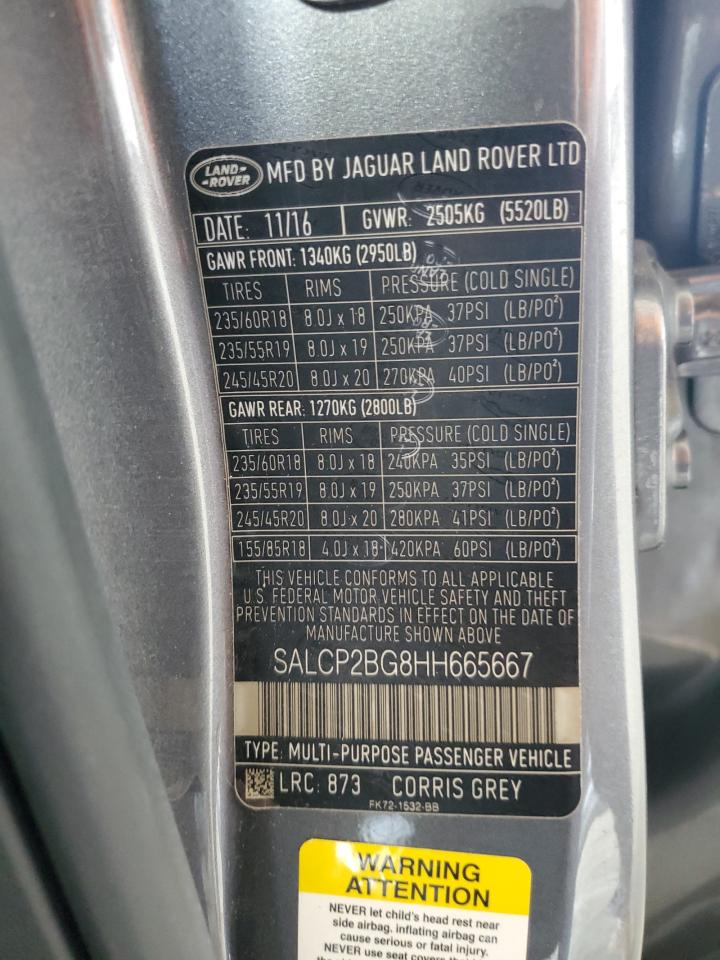 LAND-
-ROVER
MFD BY JAGUAR LAND ROVER LTD
DATE: 11/16 GVWR: 2505KG (5520LB)
GAWR FRONT: 1340KG (2950LB)
TIRES RIMS PRESSURE (COLD SINGLE)
235/60R18 8.0J x 18 250KPA 37PSI (LB/PO²)
235/55R19 8.0J x 19 250KPA 37PSI (LB/PO²)
245/45R20 8.0J x 20 270KPA 40PSI (LB/PO²)
GAWR REAR: 1270KG (2800LB)
TIRES RIMS PRESSURE (COLD SINGLE)
235/60R18 8.0J x 18 240KPA 35PSI (LB/PO²)
235/55R19 8.0J x 19 250KPA 37PSI (LB/PO²)
245/45R20 8.0J x 20 280KPA 41PSI (LB/PO²)
155/85R18 4.0J x 18 420KPA 60PSI (LB/PO²)
THIS VEHICLE CONFORMS TO ALL APPLICABLE
U.S. FEDERAL MOTOR VEHICLE SAFETY AND THEFT
PREVENTION STANDARDS IN EFFECT ON THE DATE OF
MANUFACTURE SHOWN ABOVE
SALCP2BG8HH665667
TYPE: MULTI-PURPOSE PASSENGER VEHICLE
LRC: 873 CORRIS GREY
FK72-1532-BB
WARNING
ATTENTION
NEVER let child's head rest near
side airbag, inflating airbag can
cause serious or fatal injury.
NEVER use seat covers that